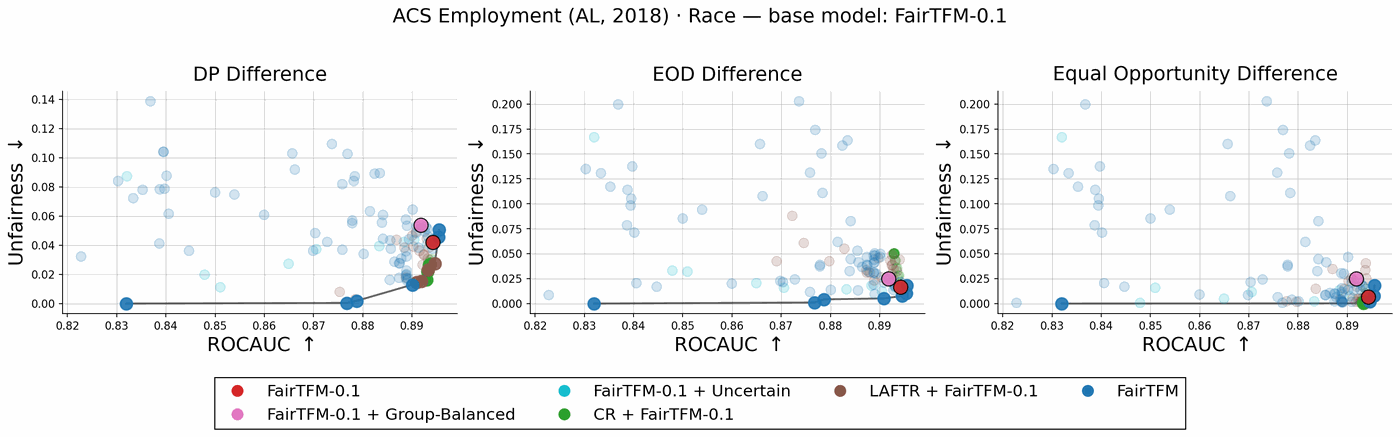 ACS Employment (AL, 2018) · Race — base model: FairTFM-0.1
DP Difference
EOD Difference
Equal Opportunity Difference
Unfairness ↓
0.14
0.12
0.10
0.08
0.06
0.04
0.02
0.00
0.82 0.83 0.84 0.85 0.86 0.87 0.88 0.89
ROCAUC ↑
Unfairness ↓
0.200
0.175
0.150
0.125
0.100
0.075
0.050
0.025
0.000
0.82 0.83 0.84 0.85 0.86 0.87 0.88 0.89
ROCAUC ↑
Unfairness ↓
0.200
0.175
0.150
0.125
0.100
0.075
0.050
0.025
0.000
0.82 0.83 0.84 0.85 0.86 0.87 0.88 0.89
ROCAUC ↑
FairTFM-0.1
FairTFM-0.1 + Group-Balanced
FairTFM-0.1 + Uncertain
CR + FairTFM-0.1
LAFTR + FairTFM-0.1
FairTFM